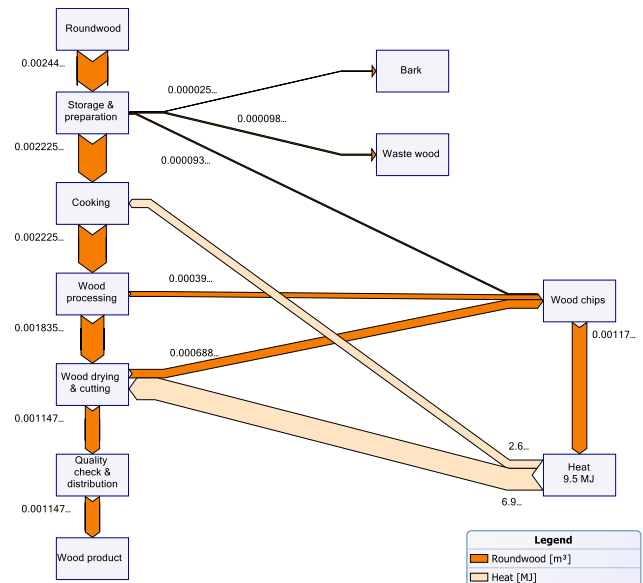 Roundwood
0.00244...
Bark
0.000025...
Storage &
preparation
0.000098...
0.002225...
0.000093...
Waste wood
Cooking
0.002225...
Wood
processing
0.00039...
Wood chips
0.001835...
0.00117...
0.000688...
Wood drying
& cutting
0.001147...
2.6...
Quality
check &
distribution
Heat
9.5 MJ
6.9...
0.001147...
Wood product
Legend
Roundwood [m³]
Heat [MJ]